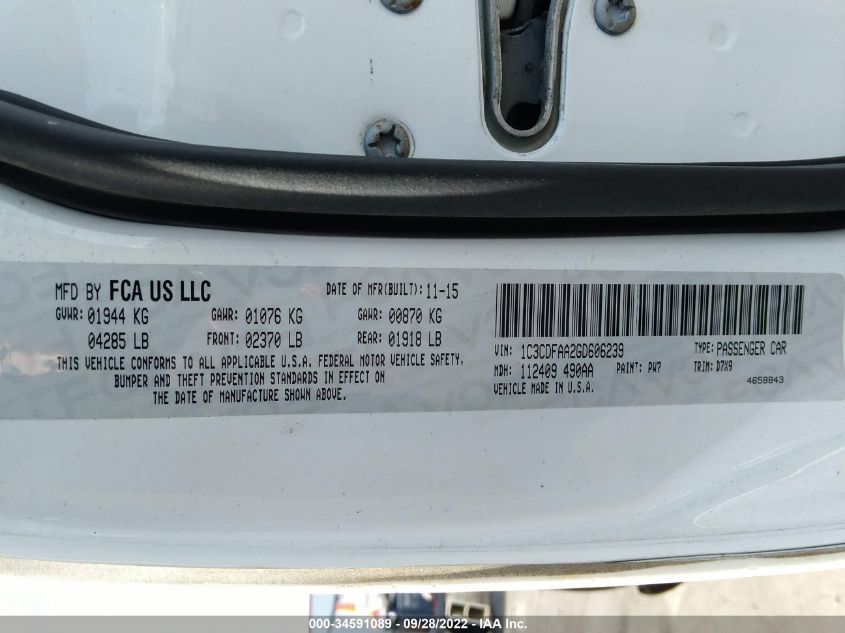 MFD BY FCA US LLC DATE OF MFR(BUILT): 11-15
GVWR: 01944 KG GAWR: 01076 KG GAWR: 00870 KG
04285 LB FRONT: 02370 LB REAR: 01918 LB
THIS VEHICLE CONFORMS TO ALL APPLICABLE U.S.A. FEDERAL MOTOR VEHICLE SAFETY,
BUMPER AND THEFT PREVENTION STANDARDS IN EFFECT ON
THE DATE OF MANUFACTURE SHOWN ABOVE.
VIN: 1C3CDFAA2GD606239 TYPE: PASSENGER CAR
MDH: 112409 490AA PAINT: PW7 TRIM: D7X9
VEHICLE MADE IN U.S.A. 4658843
000-34591089 - 09/28/2022 - IAA Inc.